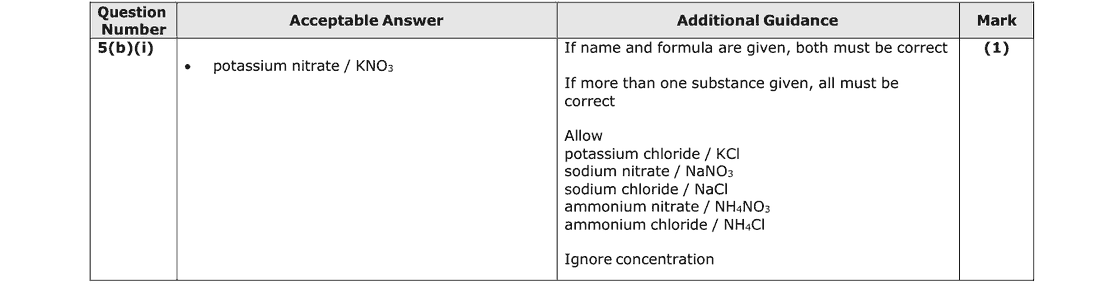 Question Number Acceptable Answer Additional Guidance Mark
5(b)(i)
• potassium nitrate / KNO₃
If name and formula are given, both must be correct
(1)
If more than one substance given, all must be
correct
Allow
potassium chloride / KCl
sodium nitrate / NaNO₃
sodium chloride / NaCl
ammonium nitrate / NH₄NO₃
ammonium chloride / NH₄Cl
Ignore concentration